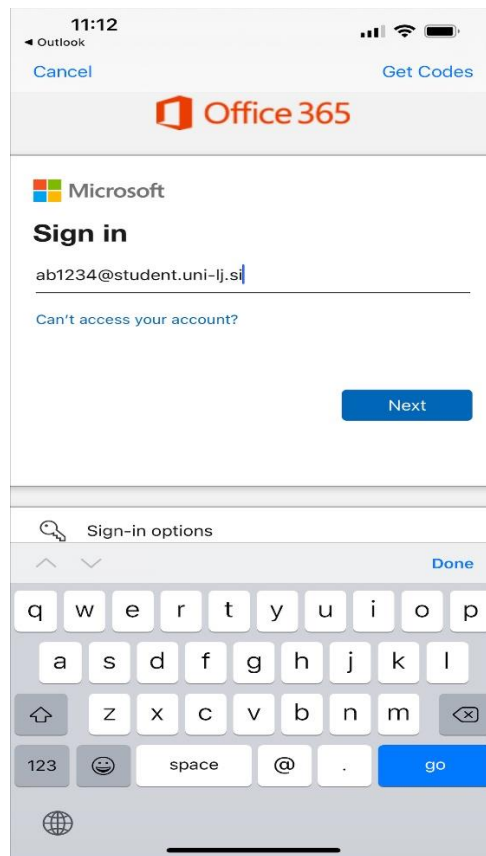 11:12
◄ Outlook
Cancel Get Codes
Office 365
Microsoft
Sign in
ab1234@student.uni-lj.si
Can't access your account?
Next
Sign-in options
Done
q w e r t y u i o p
a s d f g h j k l
z x c v b n m
123 space @ . go